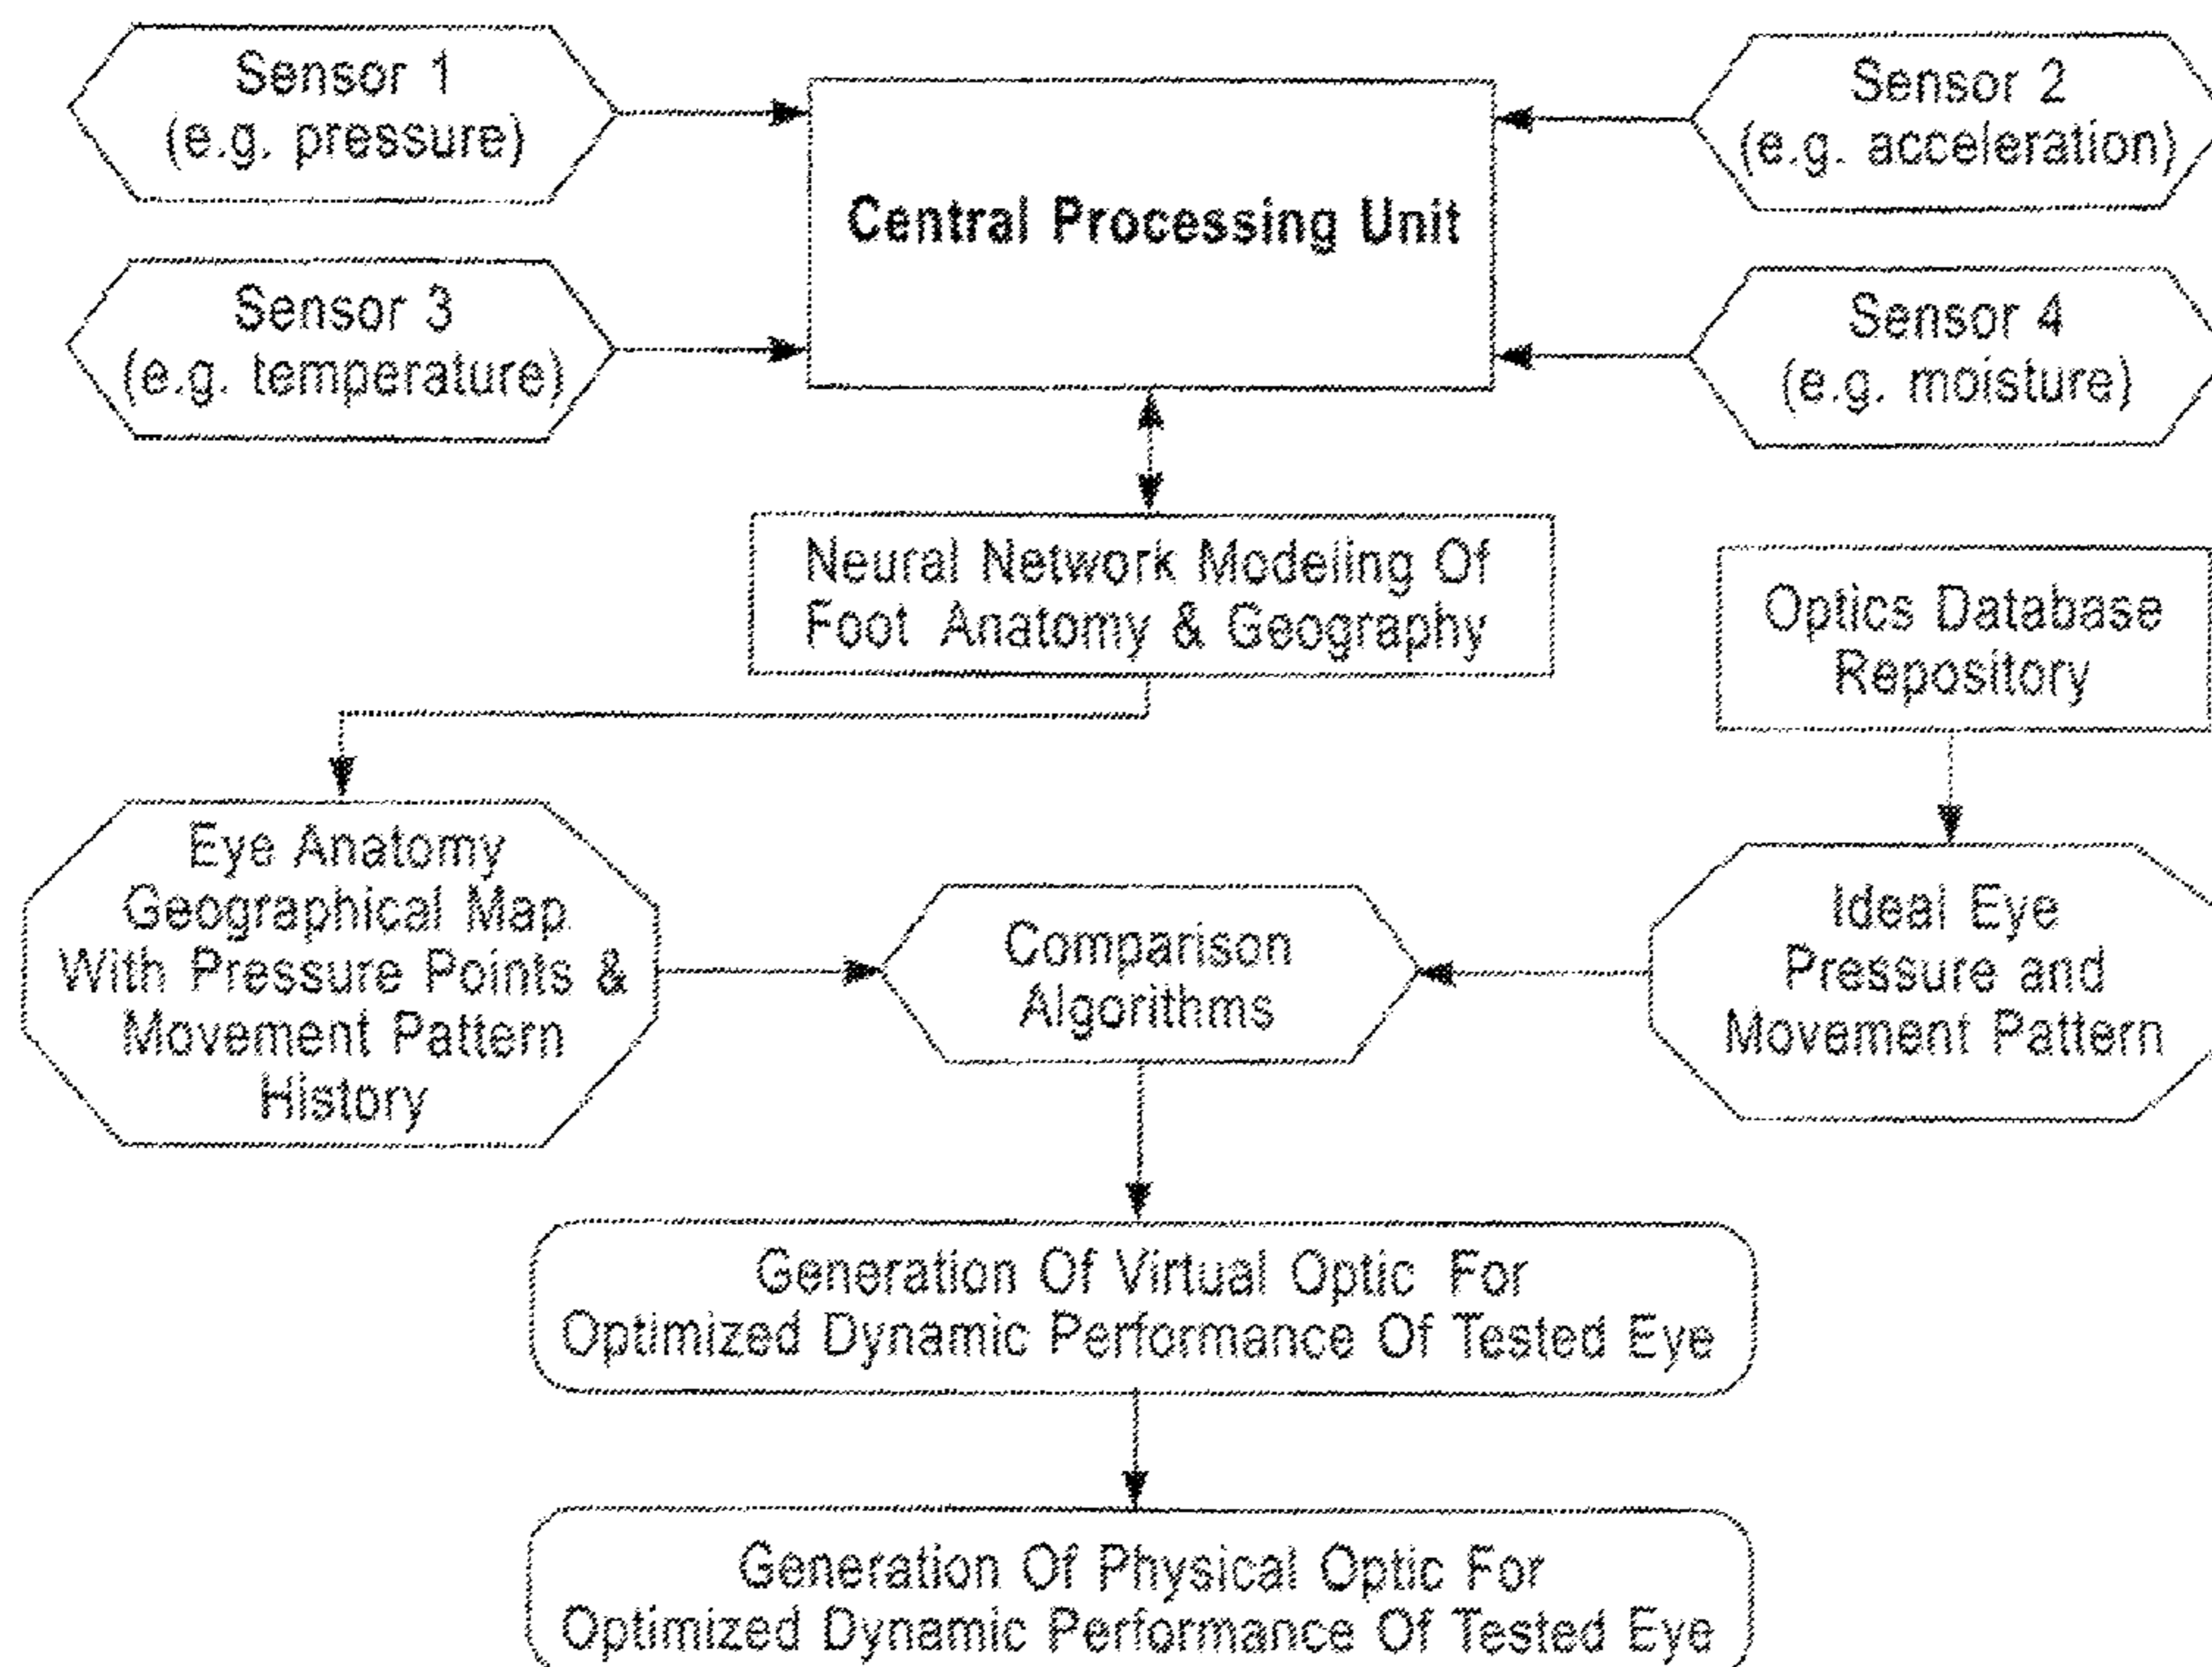 Sensor 1
(e.g. pressure)
Sensor 2
(e.g. acceleration)
Central Processing Unit
Sensor 3
(e.g. temperature)
Sensor 4
(e.g. moisture)
Neural Network Modeling Of
Foot Anatomy & Geography
Optics Database
Repository
Eye Anatomy
Geographical Map
With Pressure Points &
Movement Pattern
History
Comparison
Algorithms
Ideal Eye
Pressure and
Movement Pattern
Generation Of Virtual Optic For
Optimized Dynamic Performance Of Tested Eye
Generation Of Physical Optic For
Optimized Dynamic Performance Of Tested Eye